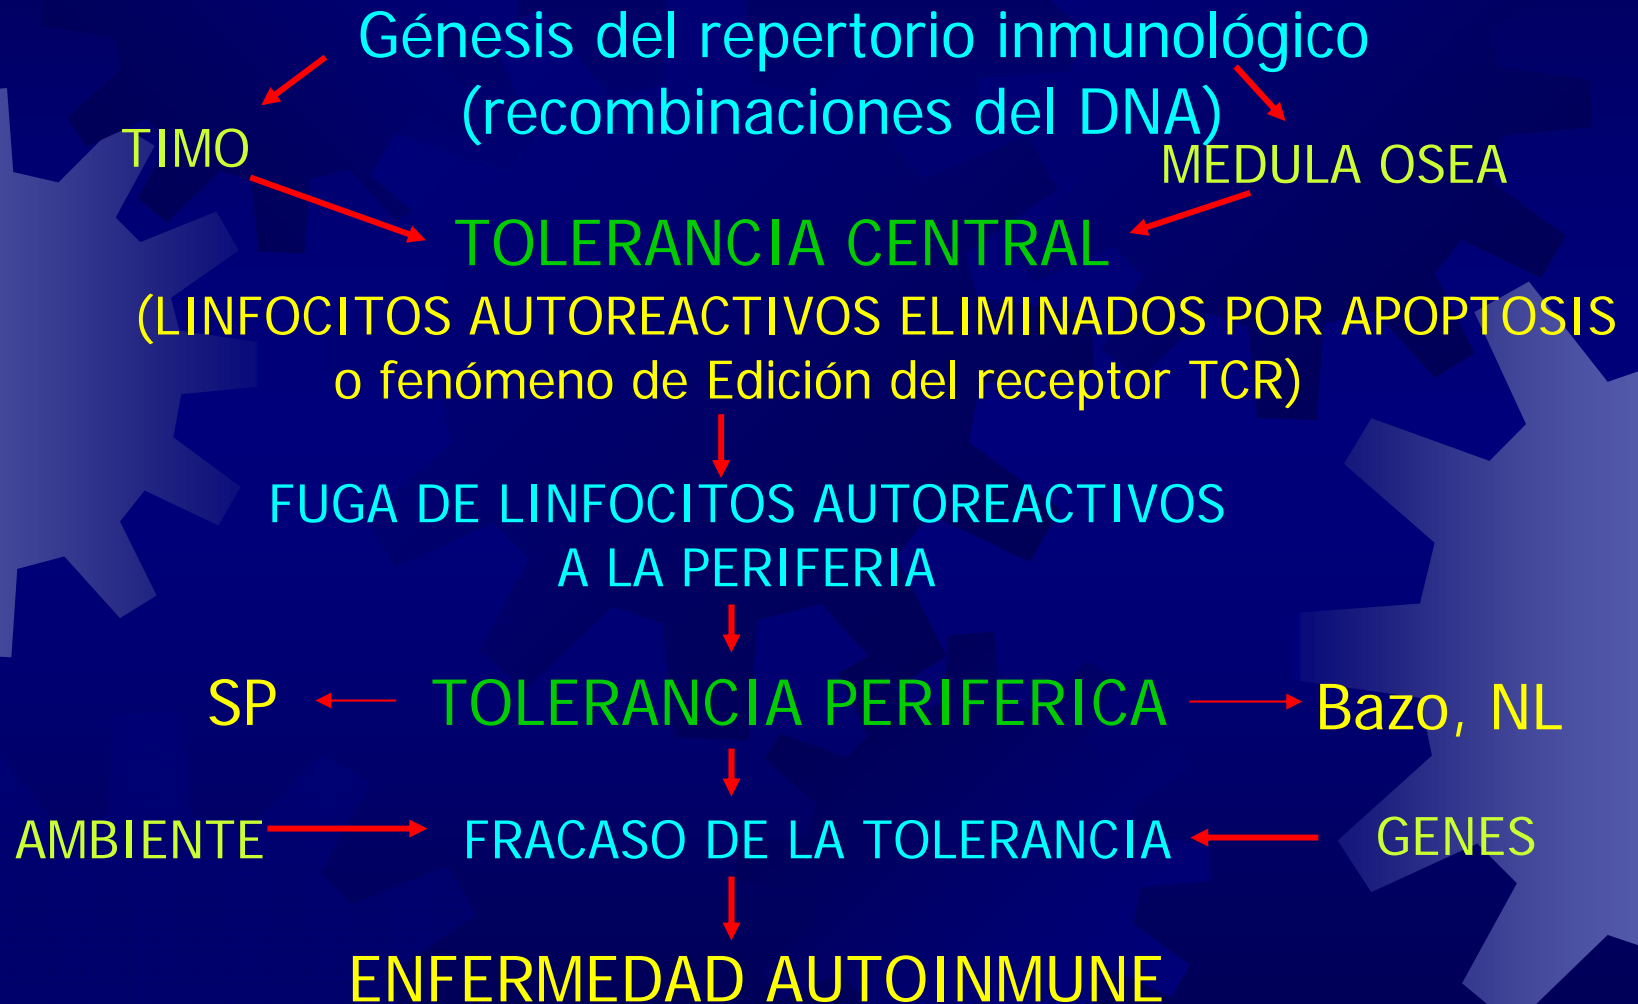 Génesis del repertorio inmunológico
(recombinaciones del DNA)
TIMO
MEDULA OSEA
TOLERANCIA CENTRAL
(LINFOCITOS AUTOREACTIVOS ELIMINADOS POR APOPTOSIS
o fenómeno de Edición del receptor TCR)
FUGA DE LINFOCITOS AUTOREACTIVOS
A LA PERIFERIA
SP
TOLERANCIA PERIFERICA
Bazo, NL
AMBIENTE
FRACASO DE LA TOLERANCIA
GENES
ENFERMEDAD AUTOINMUNE